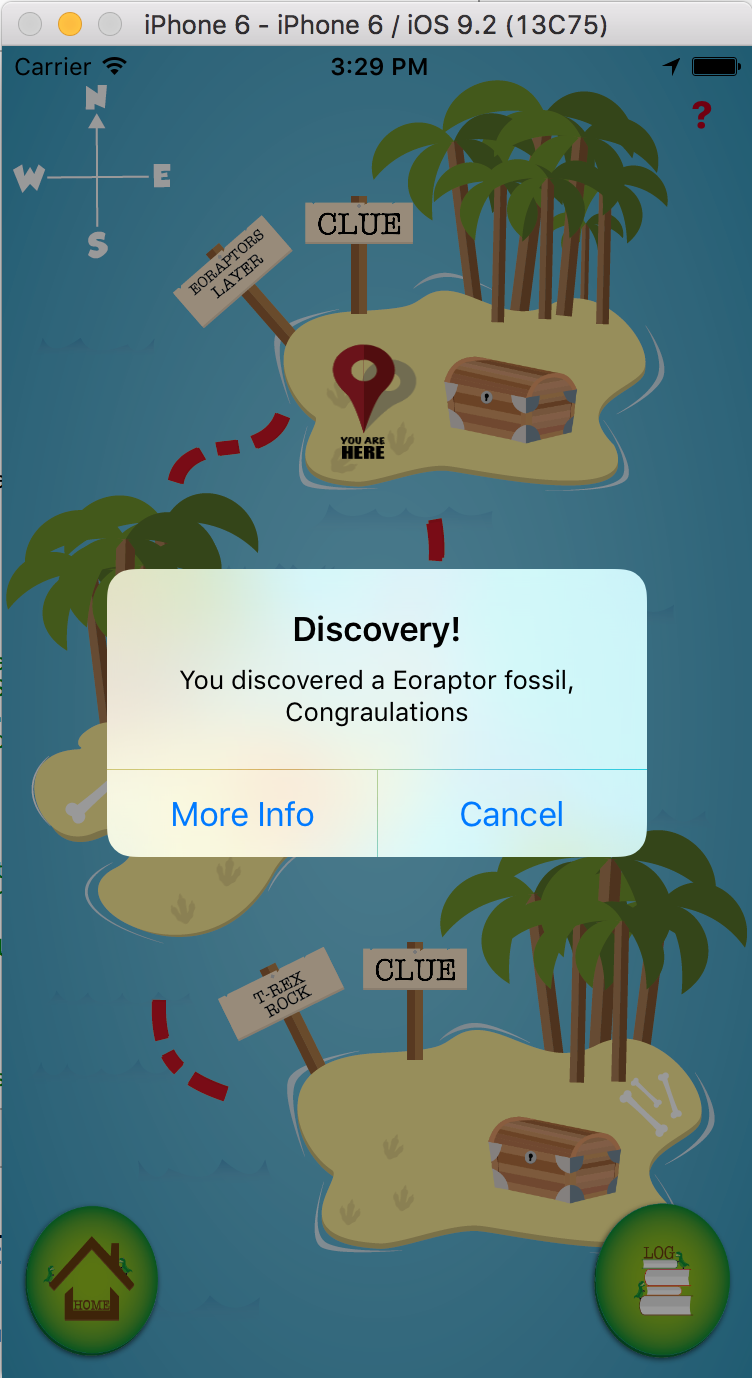 iPhone 6 - iPhone 6 / iOS 9.2 (13C75)
Carrier 3:29 PM
N
?
W E
S
CLUE
EORAPTORS
LAYER
YOU ARE
HERE
Discovery!
You discovered a Eoraptor fossil,
Congraulations
More Info Cancel
CLUE
T-REX
ROCK
LOG
HOME